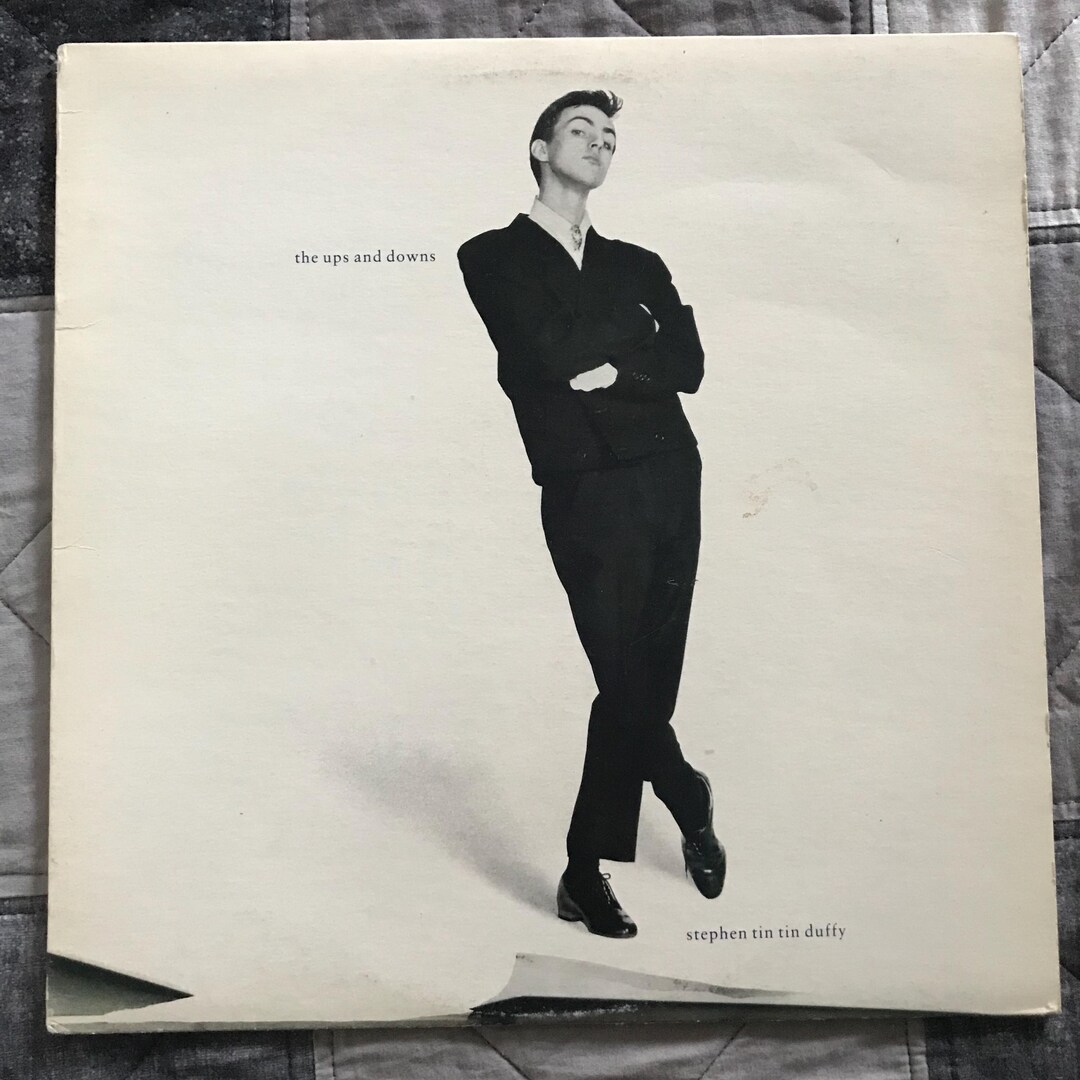 the ups and downs
stephen tin tin duffy